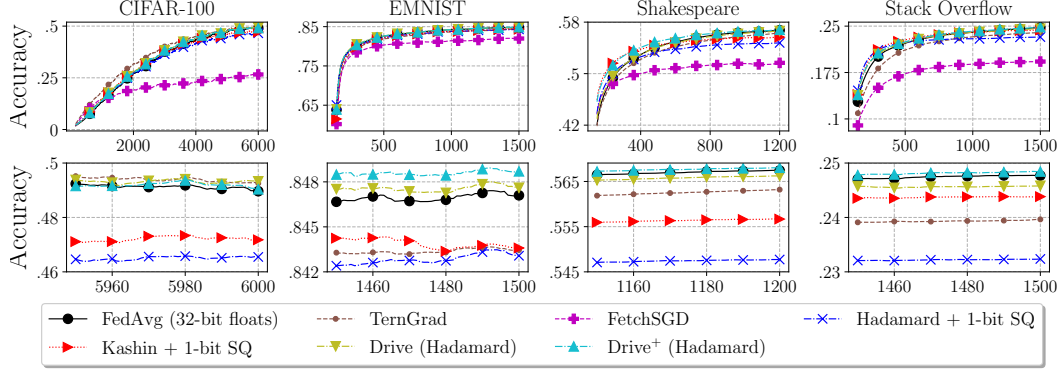 CIFAR-100 EMNIST Shakespeare Stack Overflow
Accuracy
.5
.25
0
2000 4000 6000
.85
.75
.65
500 1000 1500
.58
.5
.42
400 800 1200
.25
.175
.1
500 1000 1500
Accuracy
.5
.48
.46
5960 5980 6000
.848
.845
.842
1460 1480 1500
.565
.555
.545
1160 1180 1200
.25
.24
.23
1460 1480 1500
FedAvg (32-bit floats) TernGrad FetchSGD Hadamard + 1-bit SQ
Kashin + 1-bit SQ Drive (Hadamard) Drive+ (Hadamard)